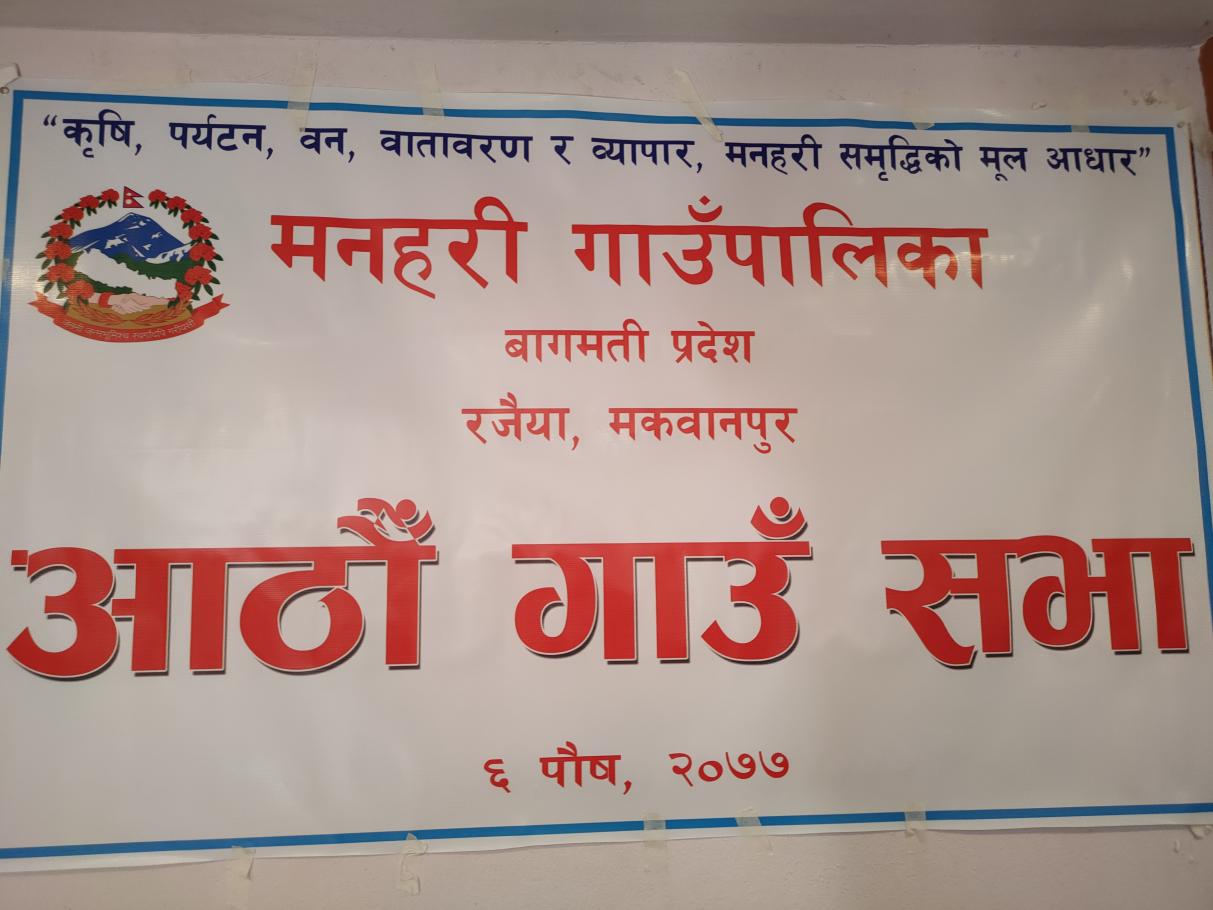 “कृषि, पर्यटन, वन, वातावरण र व्यापार, मनहरी समृद्धिको मूल आधार”
मनहरी गाउँपालिका
बागमती प्रदेश
रजैया, मकवानपुर
आठौँ गाउँ सभा
६ पौष, २०७७